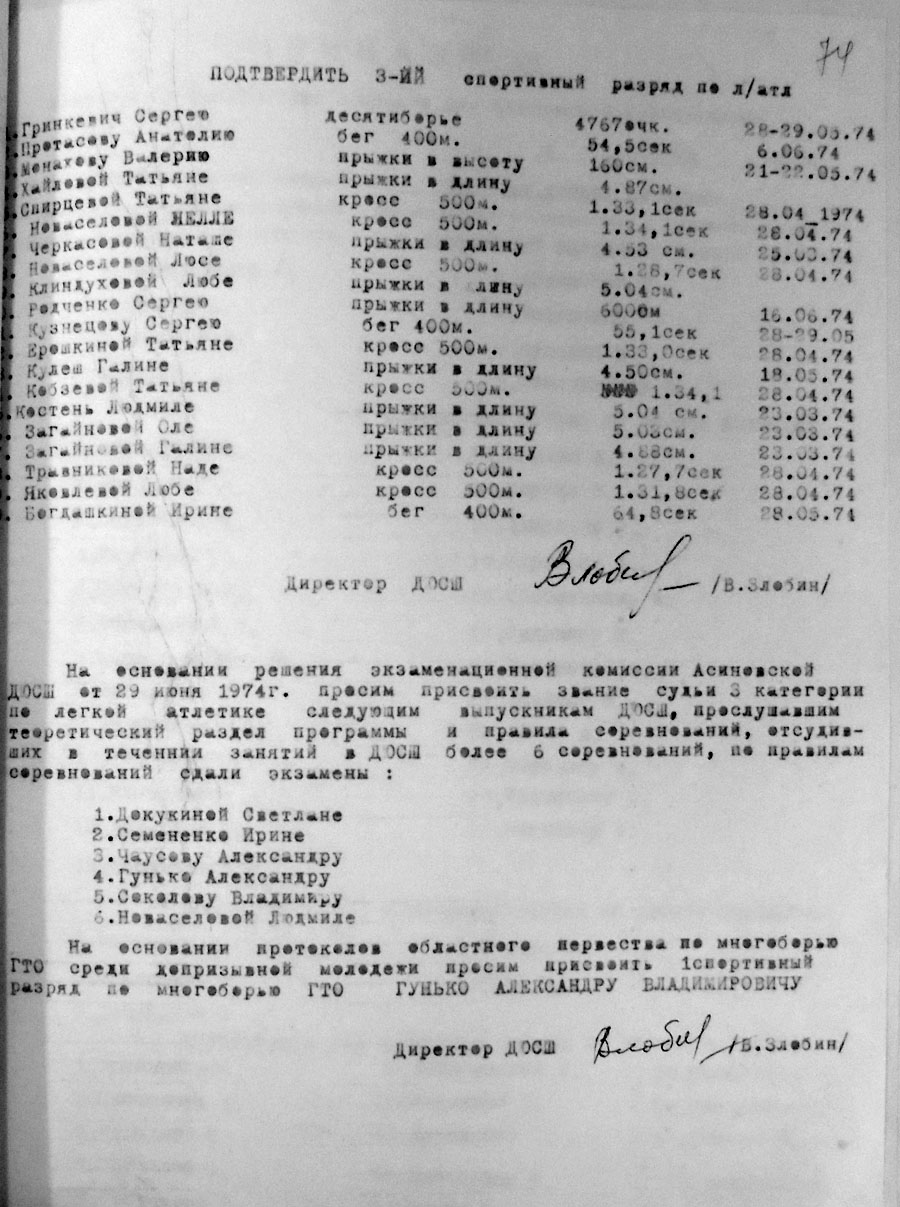 74
ПОДТВЕРДИТЬ 3-ИЙ спортивный разряд по л/атл
Гринкевич Сергею десятиборье 4767очк. 28-29.05.74
Протасову Анатолию бег 400м. 54,5сек 6.06.74
Монахову Валерию прыжки в высоту 160см. 21-22.05.74
Хайловой Татьяне прыжки в длину 4.87см.
Спирцевой Татьяне кросс 500м. 1.33,1сек 28.04 1974
Новаселовой НЕЛЛЕ кросс 500м. 1.34,1сек 28.04.74
Черкасовой Наташе прыжки в длину 4.53 см. 25.03.74
Новаселовой Люсе кросс 500м. 1.28,7сек 28.04.74
Клиндуховой Любе прыжки в лину 5.04см.
Родченко Сергею прыжки в длину 600см 16.06.74
Кузнецову Сергею бег 400м. 55,1сек 28-29.05
Ерошкиной Татьяне кросс 500м. 1.33,0сек 28.04.74
Кулеш Галине прыжки в длину 4.50см. 18.05.74
Кобзевой Татьяне кросс 500м. 1.34,1 28.04.74
Костень Людмиле прыжки в длину 5.04 см. 23.03.74
Загайновой Оле прыжки в длину 5.03см. 23.03.74
Загайновой Галине прыжки в длину 4.88см. 23.03.74
Травниковой Наде кросс 500м. 1.27,7сек 28.04.74
Яковлевой Любе кросс 500м. 1.31,8сек 28.04.74
Богдашкиной Ирине бег 400м. 64,8сек 28.05.74
Директор ДОСШ Влобин /В.Злобин/
На основании решения экзаменационной комиссии Асиновской
ДОСШ от 29 июня 1974г. просим присвоить звание судьи 3 категории
по легкой атлетике следующим выпускникам ДОСШ, прослушавшим
теоретический раздел программы и правила соревнований, отсудив-
ших в теченнии занятий в ДОСШ более 6 соревнований, по правилам
соревнований сдали экзамены :
1.Докукиной Светлане
2.Семененко Ирине
3.Чаусову Александру
4.Гунько Александру
5.Соколову Владимиру
6.Новаселовой Людмиле
На основании протоколов областного первества по многоборью
ГТО среди допризывной молодежи просим присвоить 1спортивный
разряд по многоборью ГТО ГУНЬКО АЛЕКСАНДРУ ВЛАДИМИРОВИЧУ
Директор ДОСШ Влобин /В.Злобин/